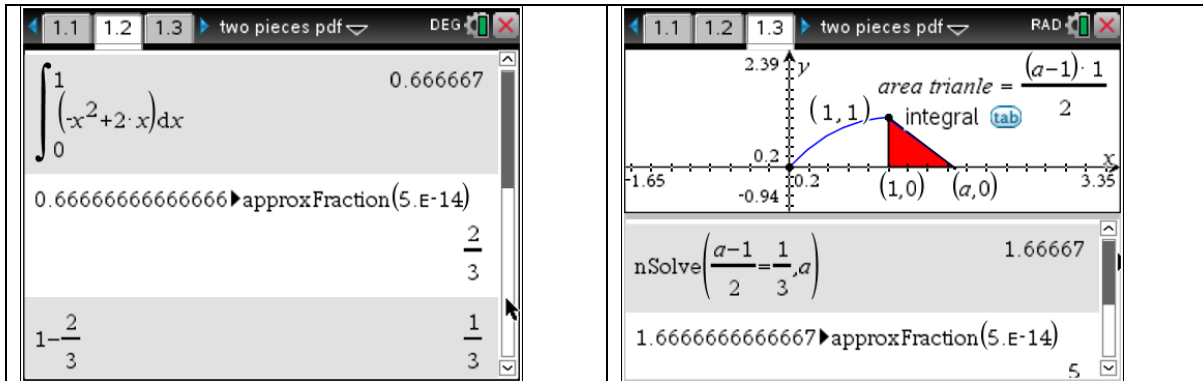 1.1 1.2 1.3 two pieces pdf DEG
∫₀¹(-x²+2·x)dx 0.666667
0.66666666666666▶approxFraction(5.E-14)
2/3
1-2/3 1/3
1.1 1.2 1.3 two pieces pdf RAD
2.39 y
area trianle = (a-1)·1/2
(1,1) integral tab
0.2
x
-1.65 0.2 (1,0) (a,0) 3.35
-0.94
nSolve((a-1)/2=1/3,a) 1.66667
1.6666666666667▶approxFraction(5.E-14)
5